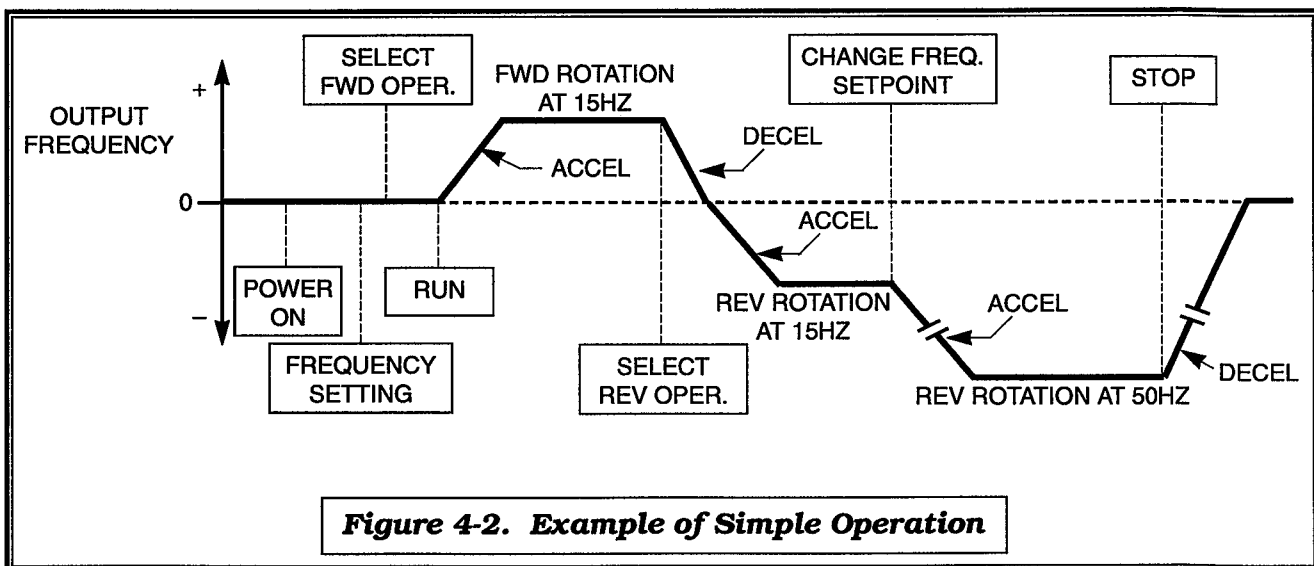 SELECT
FWD OPER.
FWD ROTATION
AT 15HZ
CHANGE FREQ.
SETPOINT
STOP
+
OUTPUT
FREQUENCY
DECEL
ACCEL
0
ACCEL
POWER
ON
RUN
REV ROTATION
AT 15HZ
ACCEL
–
FREQUENCY
SETTING
SELECT
REV OPER.
DECEL
REV ROTATION AT 50HZ
Figure 4-2. Example of Simple Operation